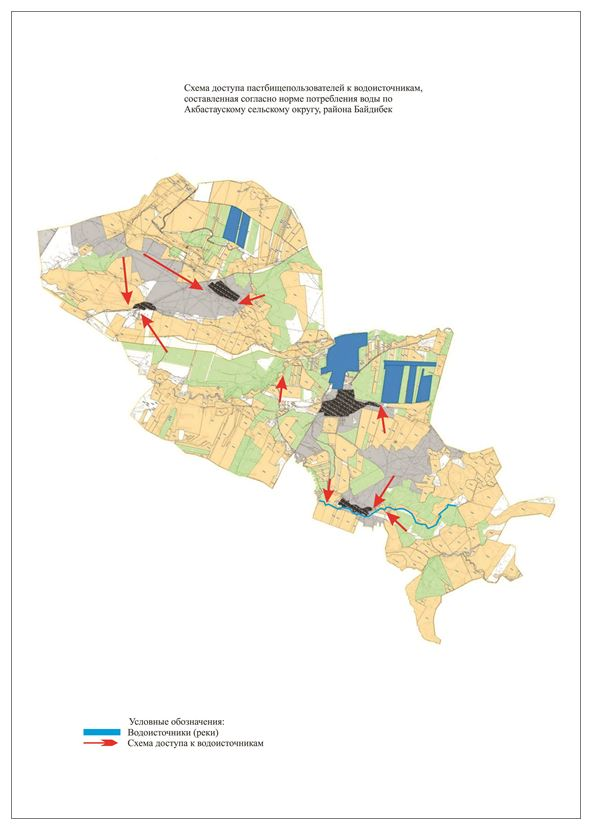 Схема доступа пастбищепользователей к водоисточникам,
составленная согласно норме потребления воды по
Акбастаускому сельскому округу, района Байдибек
Условные обозначения:
Водоисточники (реки)
Схема доступа к водоисточникам